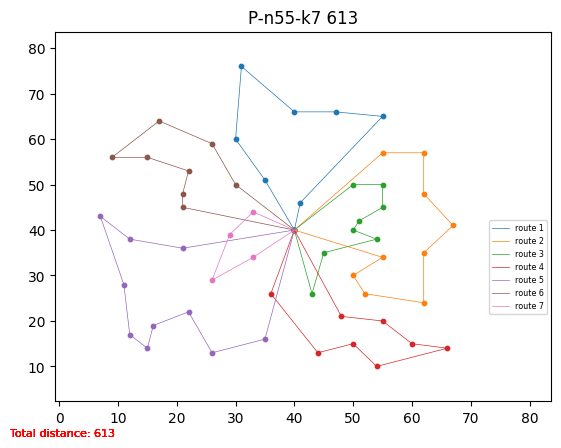 P-n55-k7 613
80
70
60
50
40
30
20
10
0 10 20 30 40 50 60 70 80
route 1
route 2
route 3
route 4
route 5
route 6
route 7
Total distance: 613